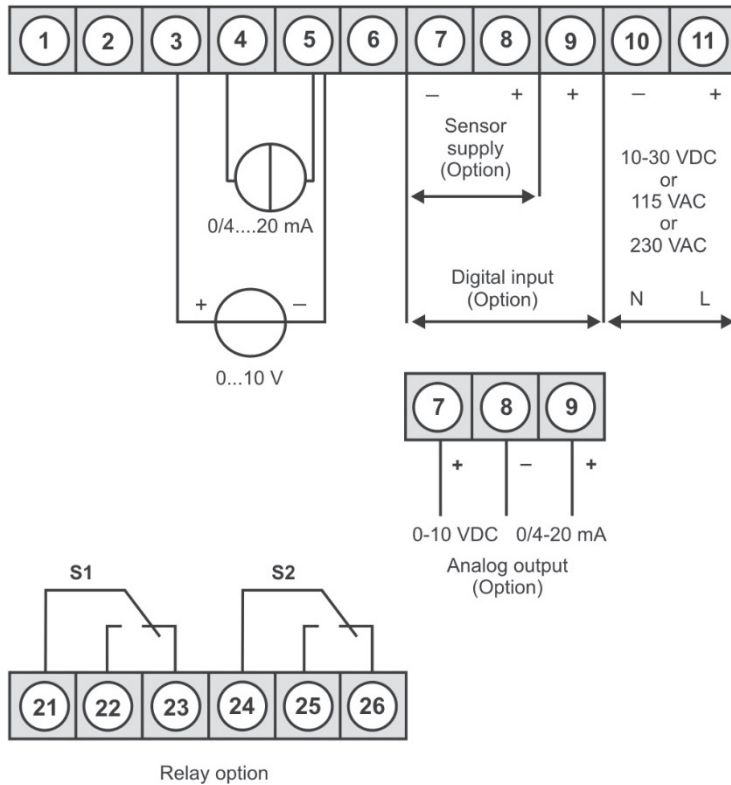 1 2 3 4 5 6 7 8 9 10 11
– + + – +
Sensor
supply
(Option)
10-30 VDC
or
115 VAC
or
230 VAC
0/4....20 mA
Digital input
(Option)
N L
+ –
0...10 V
7 8 9
+ – +
0-10 VDC 0/4-20 mA
Analog output
(Option)
S1 S2
21 22 23 24 25 26
Relay option